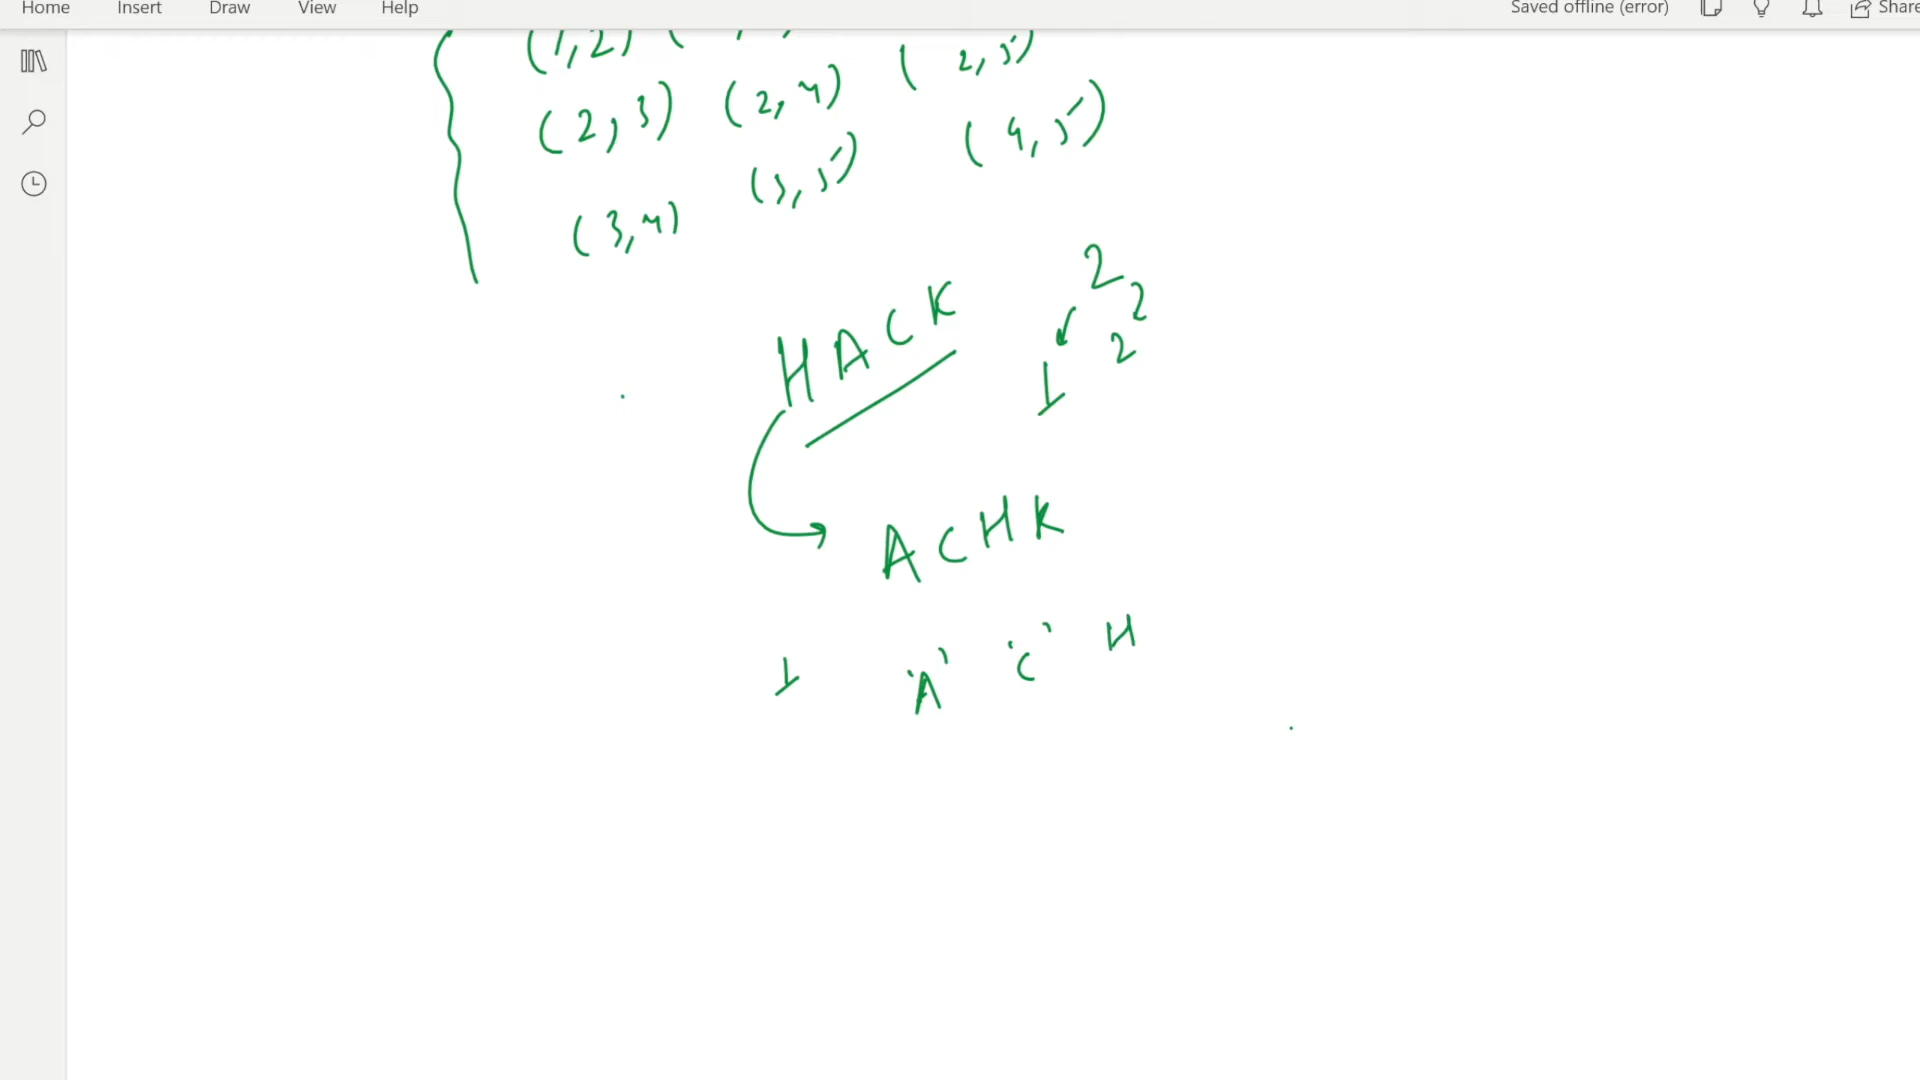 Home Insert Draw View Help Saved offline (error) Share
(1,2) (
(2,3) (2,4) (2,5)
(3,4) (3,5) (4,5)
HACK 2
2
1 2
ACHK
1 'A' 'C' H